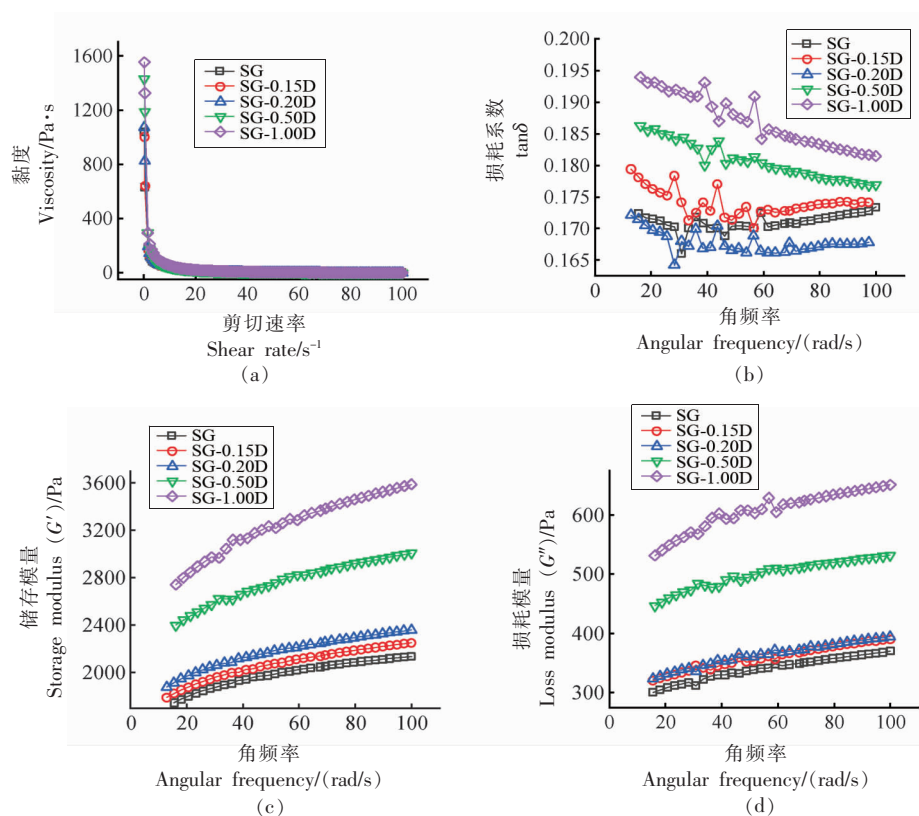 1600
1200
800
400
0
0
20
40
60
80
100
黏度
Viscosity/Pa·s
SG
SG-0.15D
SG-0.20D
SG-0.50D
SG-1.00D
剪切速率
Shear rate/s⁻¹
(a)
0.200
0.195
0.190
0.185
0.180
0.175
0.170
0.165
0
20
40
60
80
100
损耗系数
tanδ
SG
SG-0.15D
SG-0.20D
SG-0.50D
SG-1.00D
角频率
Angular frequency/(rad/s)
(b)
3600
3200
2800
2400
2000
0
20
40
60
80
100
储存模量
Storage modulus (G′)/Pa
SG
SG-0.15D
SG-0.20D
SG-0.50D
SG-1.00D
角频率
Angular frequency/(rad/s)
(c)
600
500
400
300
0
20
40
60
80
100
损耗模量
Loss modulus (G″)/Pa
SG
SG-0.15D
SG-0.20D
SG-0.50D
SG-1.00D
角频率
Angular frequency/(rad/s)
(d)